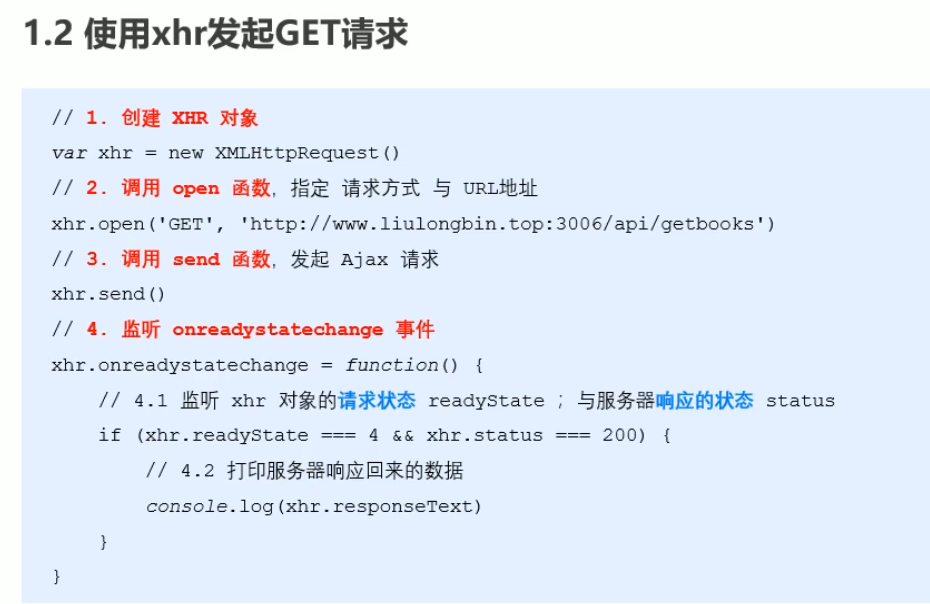 1.2 使用xhr发起GET请求
// 1. 创建 XHR 对象
var xhr = new XMLHttpRequest()
// 2. 调用 open 函数，指定 请求方式 与 URL地址
xhr.open('GET', 'http://www.liulongbin.top:3006/api/getbooks')
// 3. 调用 send 函数，发起 Ajax 请求
xhr.send()
// 4. 监听 onreadystatechange 事件
xhr.onreadystatechange = function() {
// 4.1 监听 xhr 对象的请求状态 readyState ；与服务器响应的状态 status
if (xhr.readyState === 4 && xhr.status === 200) {
// 4.2 打印服务器响应回来的数据
console.log(xhr.responseText)
}
}